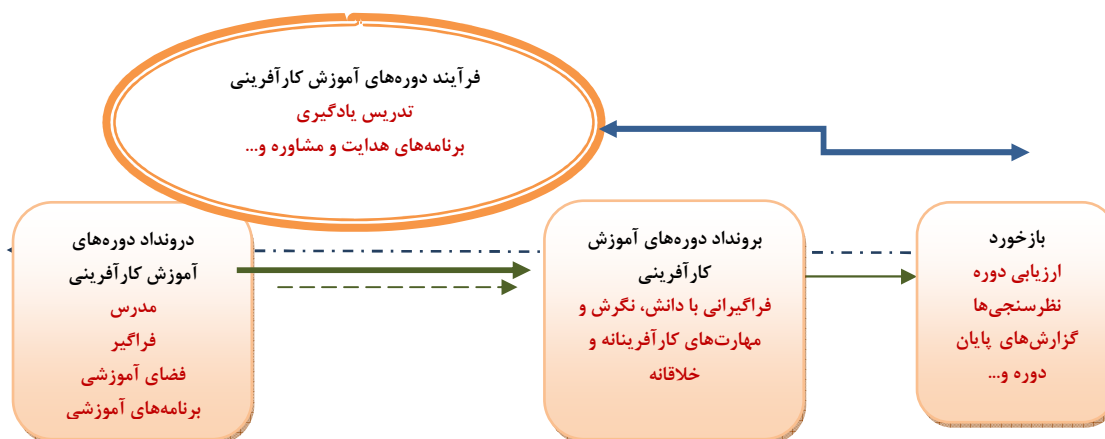 فرآیند دوره‌های آموزش کارآفرینی
تدریس یادگیری
برنامه‌های هدایت و مشاوره و...
درونداد دوره‌های
آموزش کارآفرینی
مدرس
فراگیر
فضای آموزشی
برنامه‌های آموزشی
برونداد دوره‌های آموزش
کارآفرینی
فراگیرانی با دانش، نگرش و
مهارت‌های کارآفرینانه و
خلاقانه
بازخورد
ارزیابی دوره
نظرسنجی‌ها
گزارش‌های پایان
دوره و...